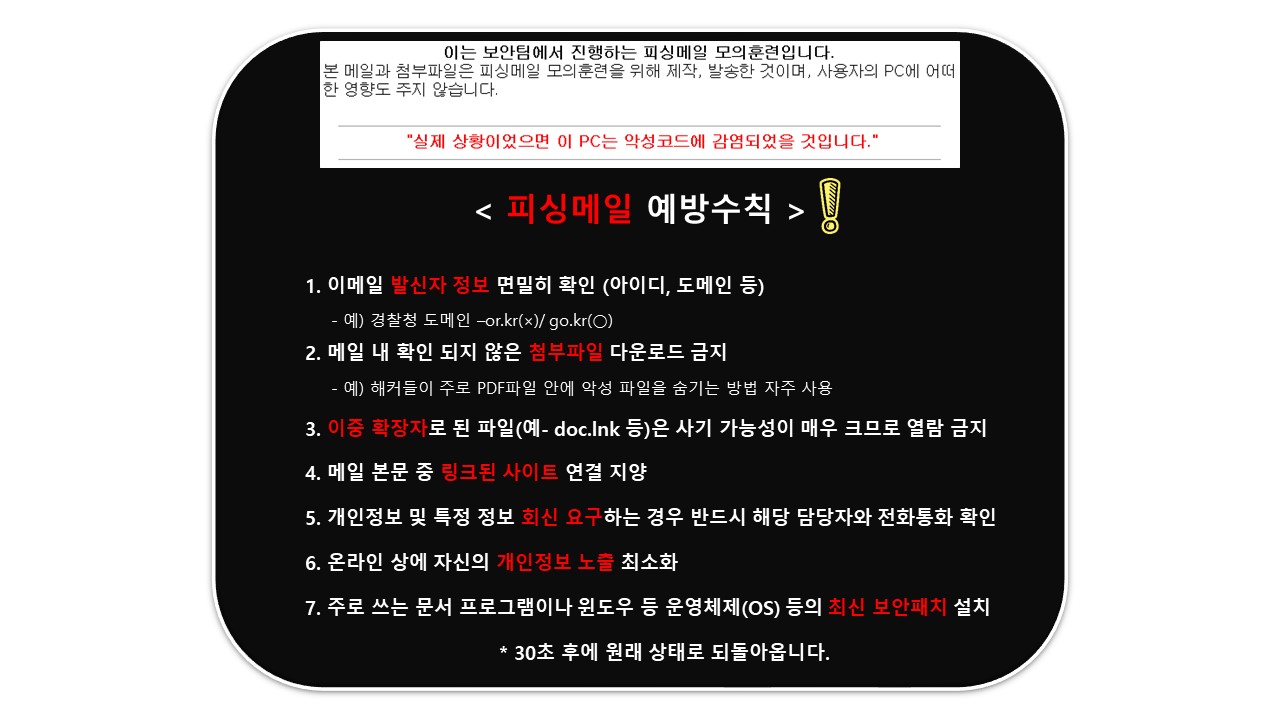 이는 보안팀에서 진행하는 피싱메일 모의훈련입니다.
본 메일과 첨부파일은 피싱메일 모의훈련을 위해 제작, 발송한 것이며, 사용자의 PC에 어떠
한 영향도 주지 않습니다.
"실제 상황이었으면 이 PC는 악성코드에 감염되었을 것입니다."
< 피싱메일 예방수칙 >
1. 이메일 발신자 정보 면밀히 확인 (아이디, 도메인 등)
- 예) 경찰청 도메인 –or.kr(×)/ go.kr(○)
2. 메일 내 확인 되지 않은 첨부파일 다운로드 금지
- 예) 해커들이 주로 PDF파일 안에 악성 파일을 숨기는 방법 자주 사용
3. 이중 확장자로 된 파일(예- doc.lnk 등)은 사기 가능성이 매우 크므로 열람 금지
4. 메일 본문 중 링크된 사이트 연결 지양
5. 개인정보 및 특정 정보 회신 요구하는 경우 반드시 해당 담당자와 전화통화 확인
6. 온라인 상에 자신의 개인정보 노출 최소화
7. 주로 쓰는 문서 프로그램이나 윈도우 등 운영체제(OS) 등의 최신 보안패치 설치
* 30초 후에 원래 상태로 되돌아옵니다.